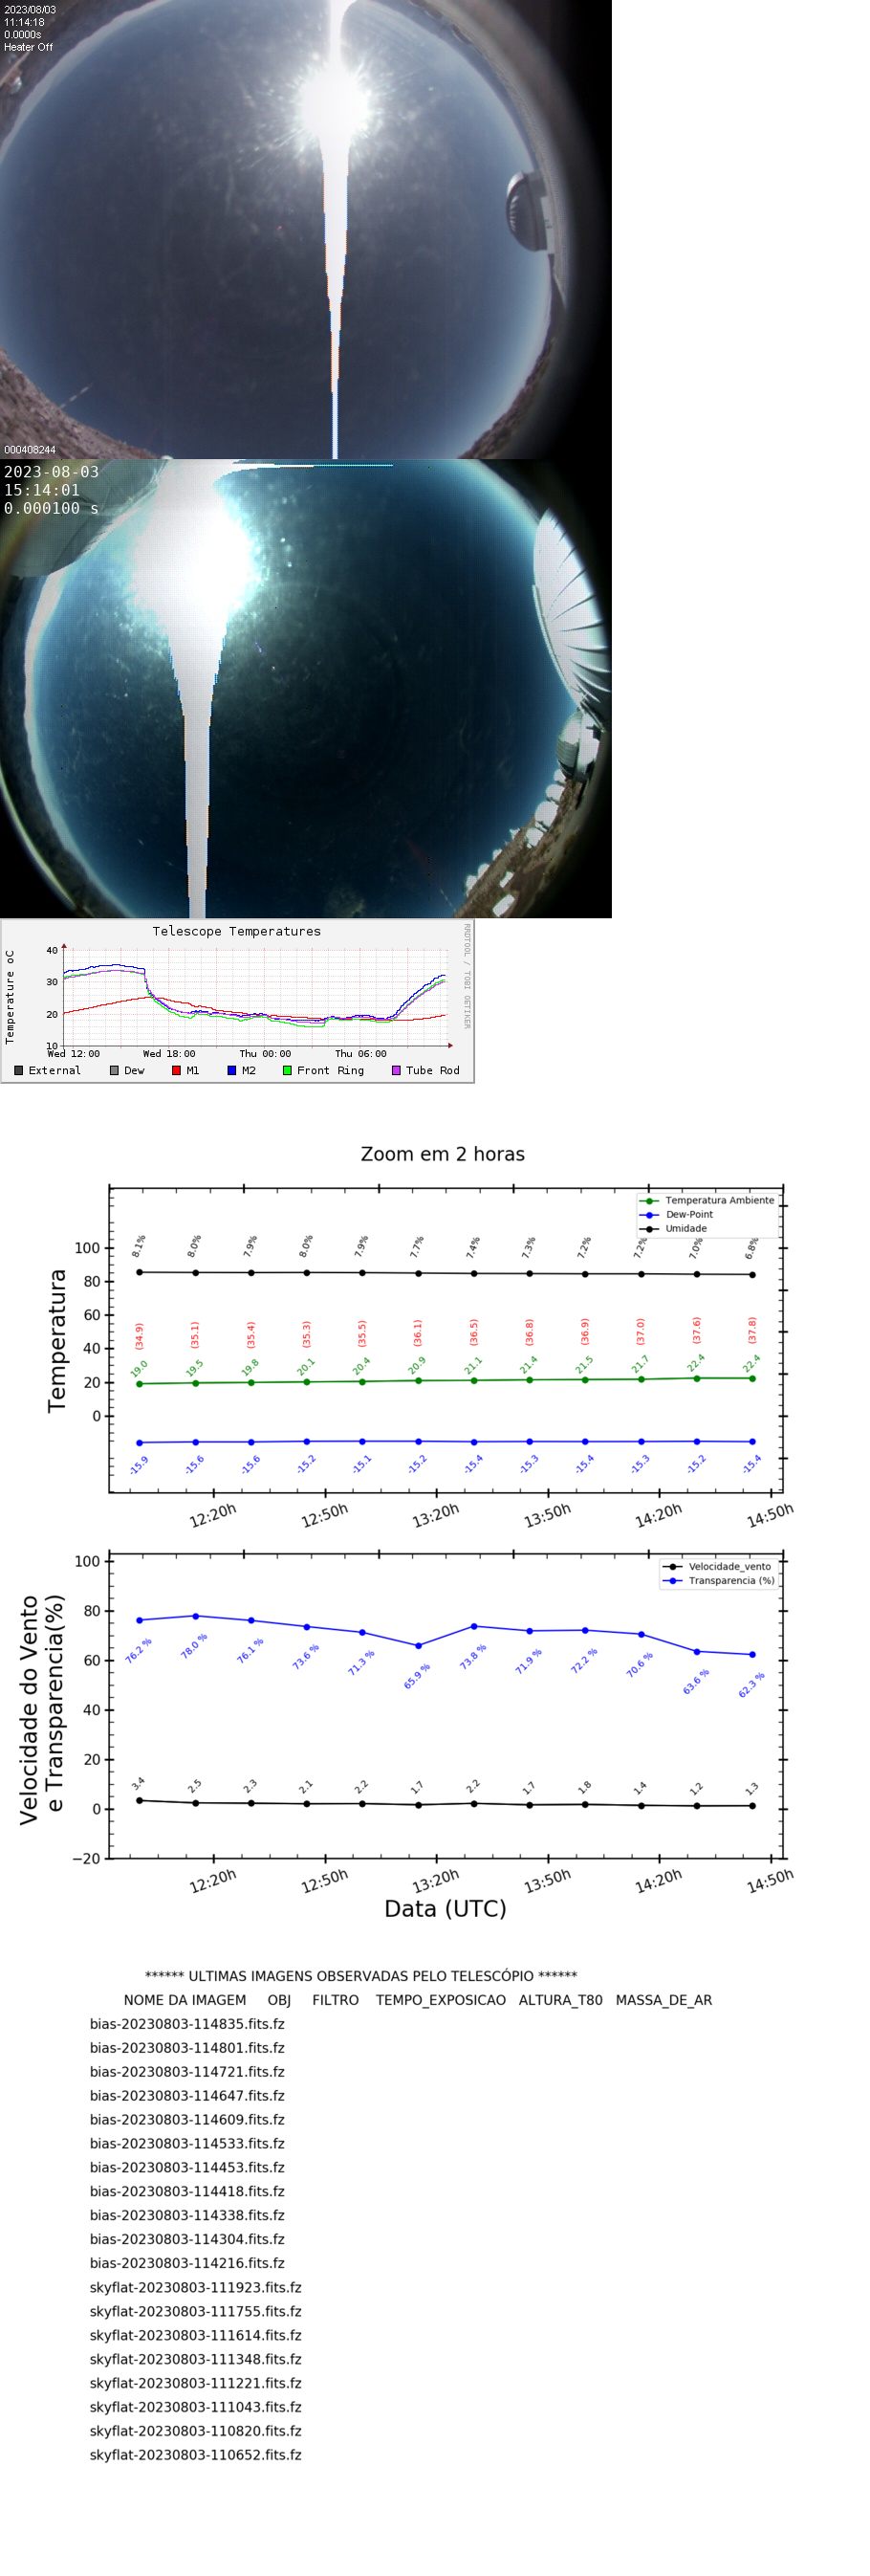 2023/08/03
11:14:18
0.0000s
Heater Off
000408244
2023-08-03
15:14:01
0.000100 s
Telescope Temperatures
Temperature oC
RRDTOOL / TOBI OETIKER
40
30
20
10
Wed 12:00 Wed 18:00 Thu 00:00 Thu 06:00
External Dew M1 M2 Front Ring Tube Rod
Zoom em 2 horas
Temperatura
Temperatura Ambiente
Dew-Point
Umidade
100
80
60
40
20
0
8.1% 8.0% 7.9% 8.0% 7.9% 7.7% 7.4% 7.3% 7.2% 7.2% 7.0% 6.8%
(34.9) (35.1) (35.4) (35.3) (35.5) (36.1) (36.5) (36.8) (36.9) (37.0) (37.6) (37.8)
19.0 19.5 19.8 20.1 20.4 20.9 21.1 21.4 21.5 21.7 22.4 22.4
-15.9 -15.6 -15.6 -15.2 -15.1 -15.2 -15.4 -15.3 -15.4 -15.3 -15.2 -15.4
12:20h 12:50h 13:20h 13:50h 14:20h 14:50h
Velocidade do Vento
e Transparencia(%)
Velocidade_vento
Transparencia (%)
100
80
60
40
20
0
−20
76.2 % 78.0 % 76.1 % 73.6 % 71.3 % 65.9 % 73.8 % 71.9 % 72.2 % 70.6 % 63.6 % 62.3 %
3.4 2.5 2.3 2.1 2.2 1.7 2.2 1.7 1.8 1.4 1.2 1.3
12:20h 12:50h 13:20h 13:50h 14:20h 14:50h
Data (UTC)
****** ULTIMAS IMAGENS OBSERVADAS PELO TELESCÓPIO ******
NOME DA IMAGEM OBJ FILTRO TEMPO_EXPOSICAO ALTURA_T80 MASSA_DE_AR
bias-20230803-114835.fits.fz
bias-20230803-114801.fits.fz
bias-20230803-114721.fits.fz
bias-20230803-114647.fits.fz
bias-20230803-114609.fits.fz
bias-20230803-114533.fits.fz
bias-20230803-114453.fits.fz
bias-20230803-114418.fits.fz
bias-20230803-114338.fits.fz
bias-20230803-114304.fits.fz
bias-20230803-114216.fits.fz
skyflat-20230803-111923.fits.fz
skyflat-20230803-111755.fits.fz
skyflat-20230803-111614.fits.fz
skyflat-20230803-111348.fits.fz
skyflat-20230803-111221.fits.fz
skyflat-20230803-111043.fits.fz
skyflat-20230803-110820.fits.fz
skyflat-20230803-110652.fits.fz